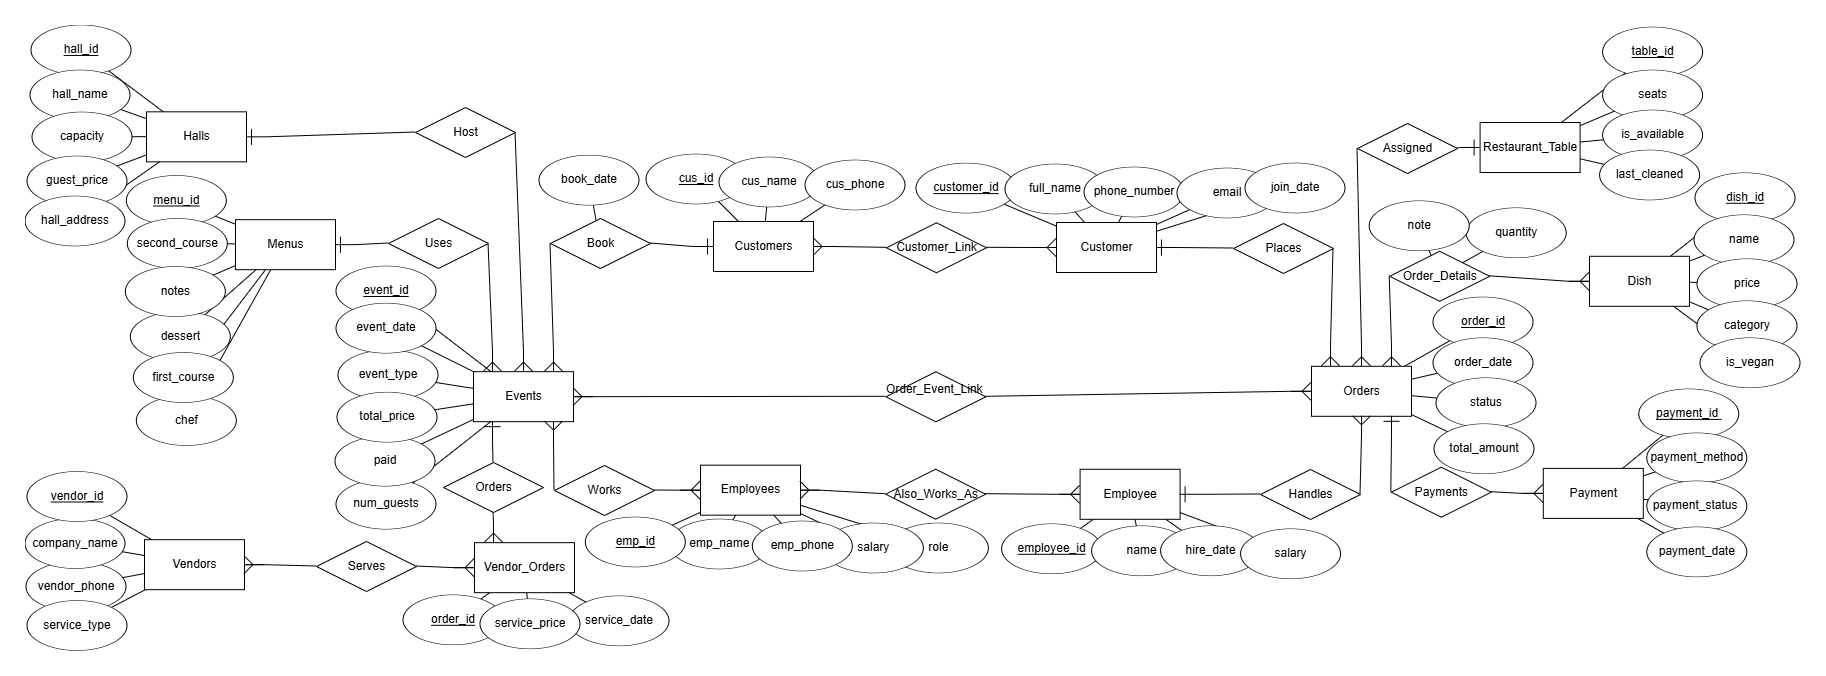 hall_id
hall_name
Halls
capacity
guest_price
hall_address
Host
menu_id
second_course
Menus
notes
dessert
first_course
chef
Uses
event_id
event_date
event_type
total_price
paid
num_guests
Events
book_date
Book
cus_id
cus_name
cus_phone
Customers
Customer_Link
customer_id
full_name
phone_number
email
join_date
Customer
Places
Assigned
table_id
seats
is_available
last_cleaned
Restaurant_Table
note
quantity
Order_Details
dish_id
name
price
category
is_vegan
Dish
order_id
order_date
status
total_amount
Orders
Order_Event_Link
Orders
Works
Employees
emp_id
emp_name
emp_phone
salary
role
Also_Works_As
Employee
employee_id
name
hire_date
salary
Handles
Payments
Payment
payment_id
payment_method
payment_status
payment_date
vendor_id
company_name
vendor_phone
service_type
Vendors
Serves
Vendor_Orders
order_id
service_price
service_date